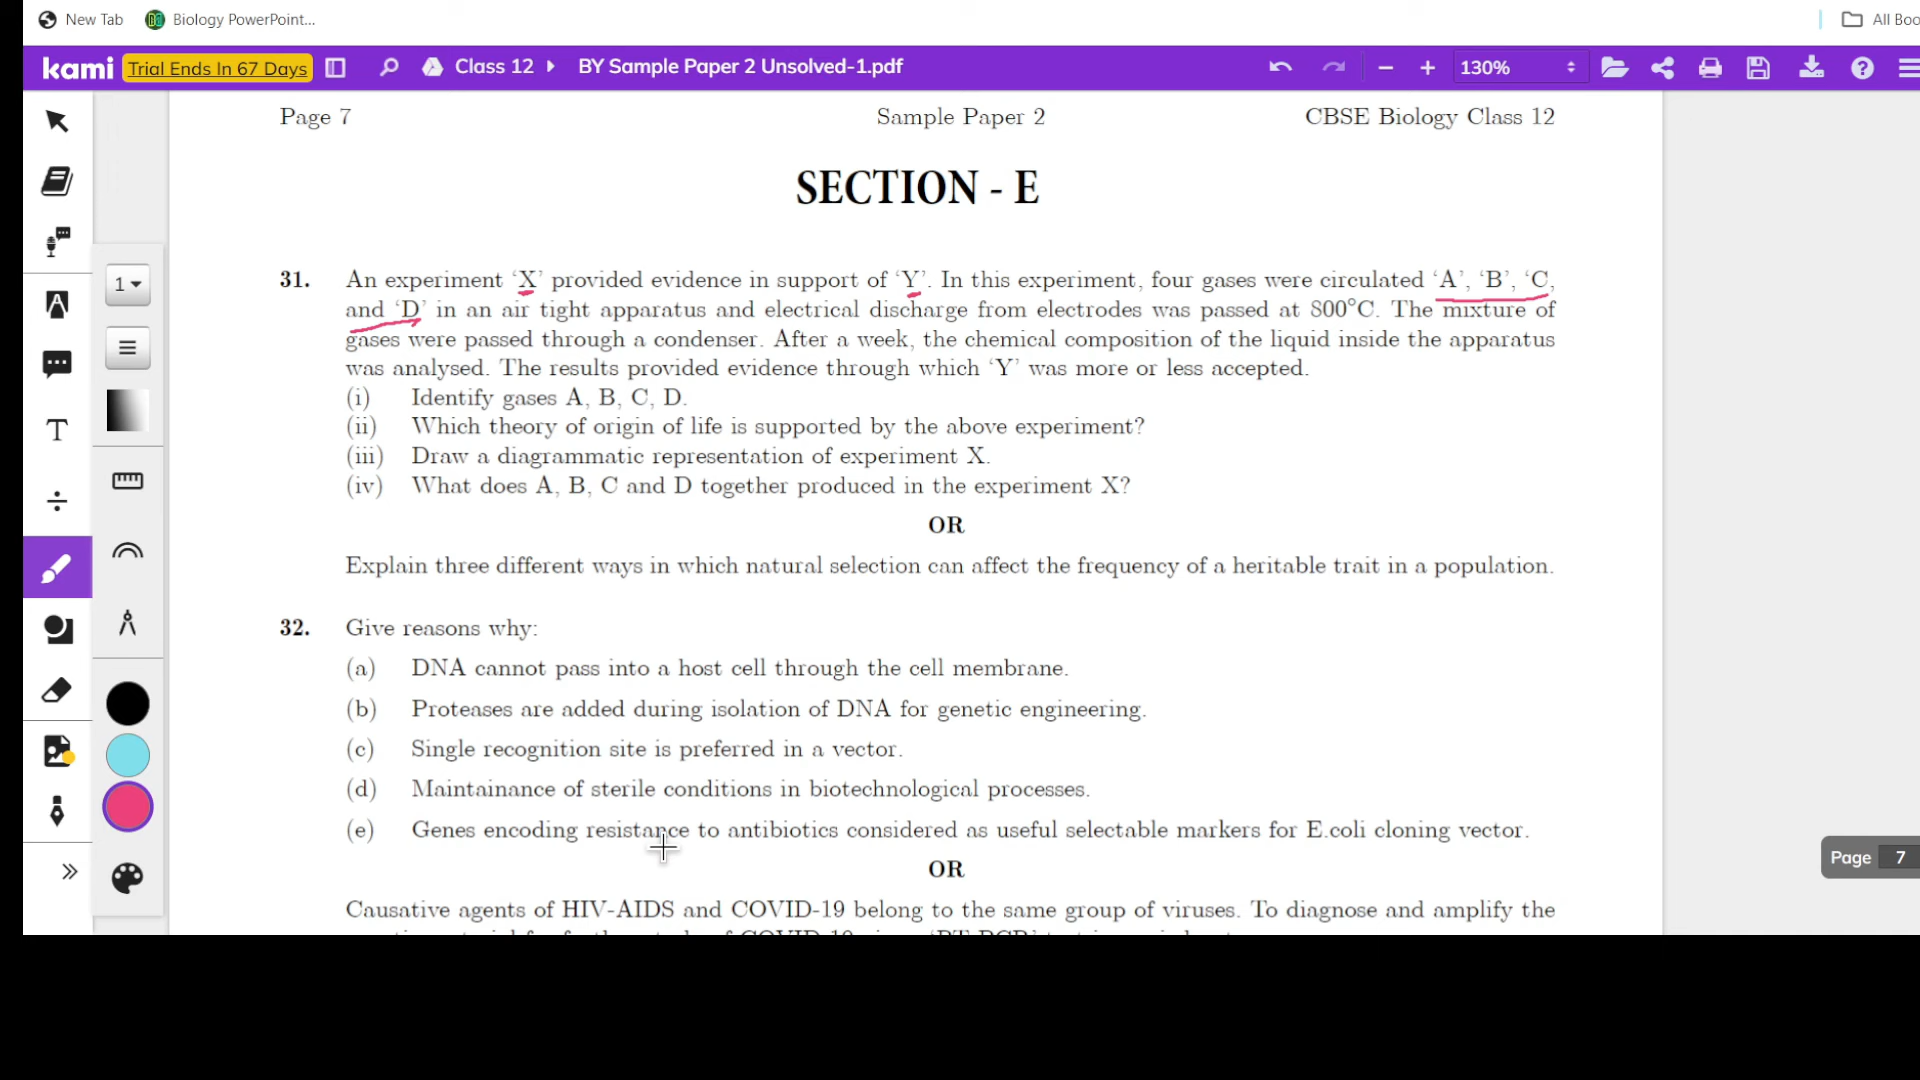 New Tab
Biology PowerPoint...
All Boo
kami
Trial Ends In 67 Days
Class 12
BY Sample Paper 2 Unsolved-1.pdf
130%
Page 7
Sample Paper 2
CBSE Biology Class 12
SECTION - E
31. An experiment ‘X’ provided evidence in support of ‘Y’. In this experiment, four gases were circulated ‘A’, ‘B’, ‘C,
and ‘D’ in an air tight apparatus and electrical discharge from electrodes was passed at 800°C. The mixture of
gases were passed through a condenser. After a week, the chemical composition of the liquid inside the apparatus
was analysed. The results provided evidence through which ‘Y’ was more or less accepted.
(i) Identify gases A, B, C, D.
(ii) Which theory of origin of life is supported by the above experiment?
(iii) Draw a diagrammatic representation of experiment X.
(iv) What does A, B, C and D together produced in the experiment X?
OR
Explain three different ways in which natural selection can affect the frequency of a heritable trait in a population.
32. Give reasons why:
(a) DNA cannot pass into a host cell through the cell membrane.
(b) Proteases are added during isolation of DNA for genetic engineering.
(c) Single recognition site is preferred in a vector.
(d) Maintainance of sterile conditions in biotechnological processes.
(e) Genes encoding resistance to antibiotics considered as useful selectable markers for E.coli cloning vector.
OR
Causative agents of HIV-AIDS and COVID-19 belong to the same group of viruses. To diagnose and amplify the
1
T
Page 7